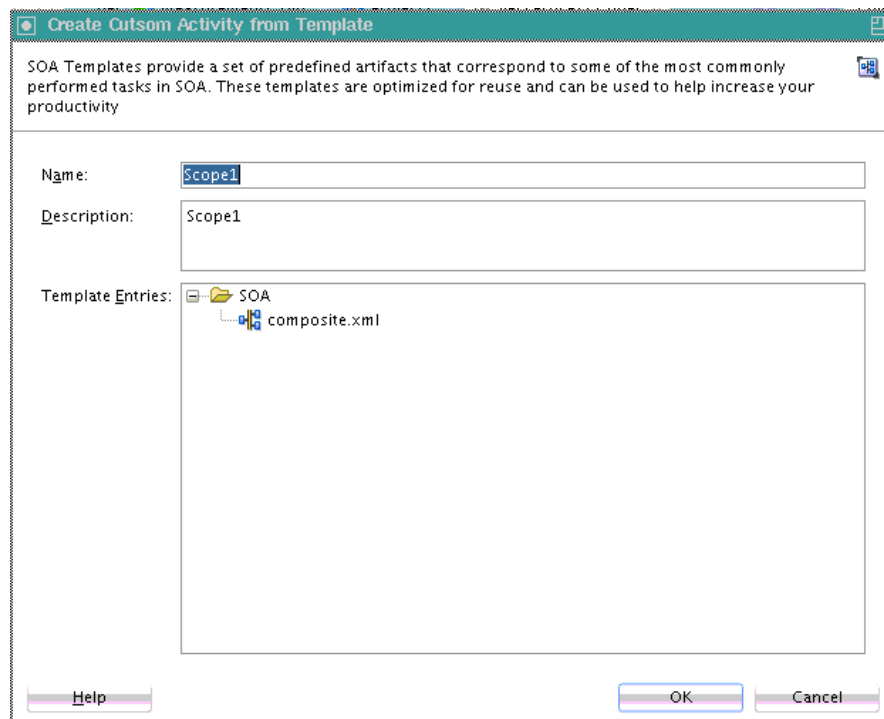 Create Cutsom Activity from Template
SOA Templates provide a set of predefined artifacts that correspond to some of the most commonly
performed tasks in SOA. These templates are optimized for reuse and can be used to help increase your
productivity
Name:
Scope1
Description:
Scope1
Template Entries:
SOA
composite.xml
Help
OK
Cancel